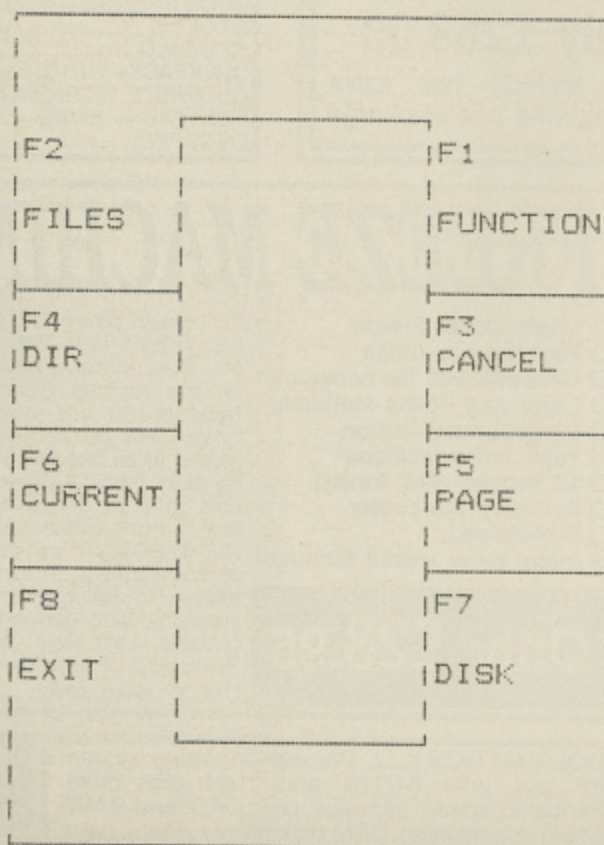 F2 F1
FILES FUNCTION
F4 F3
DIR CANCEL
F6 F5
CURRENT PAGE
F8 F7
EXIT DISK